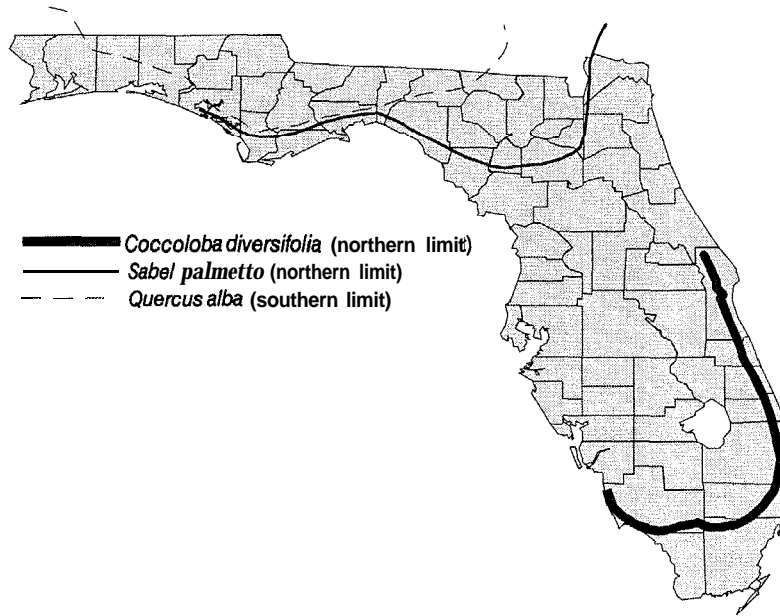 Coccoloba diversifolia (northern limit)
Sabel palmetto (northern limit)
Quercus alba (southern limit)